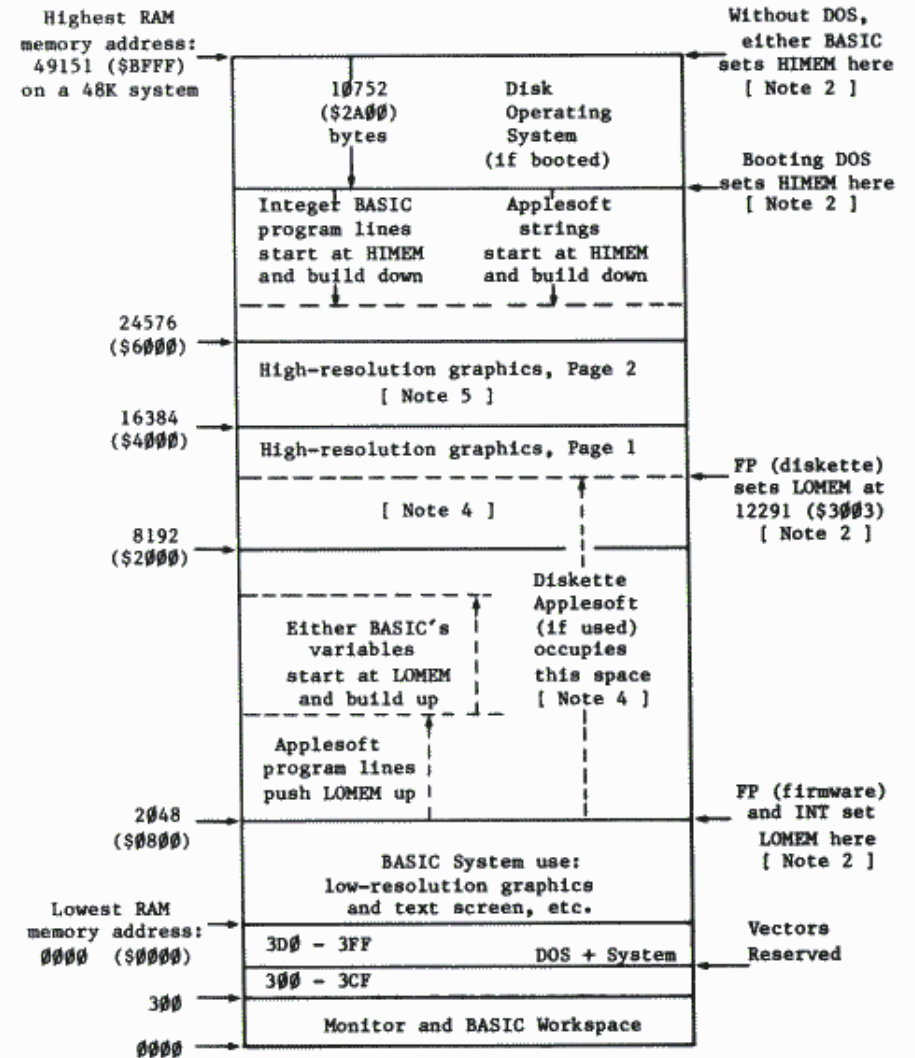 Highest RAM
memory address:
49151 ($BFFF)
on a 48K system
Without DOS,
either BASIC
sets HIMEM here
[ Note 2 ]
10752
($2A00)
bytes
Disk
Operating
System
(if booted)
Booting DOS
sets HIMEM here
[ Note 2 ]
Integer BASIC
program lines
start at HIMEM
and build down
Applesoft
strings
start at HIMEM
and build down
24576
($6000)
High-resolution graphics, Page 2
[ Note 5 ]
16384
($4000)
High-resolution graphics, Page 1
FP (diskette)
sets LOMEM at
12291 ($3003)
[ Note 2 ]
[ Note 4 ]
8192
($2000)
Diskette
Applesoft
(if used)
occupies
this space
[ Note 4 ]
Either BASIC's
variables
start at LOMEM
and build up
Applesoft
program lines
push LOMEM up
2048
($0800)
FP (firmware)
and INT set
LOMEM here
[ Note 2 ]
BASIC System use:
low-resolution graphics
and text screen, etc.
Lowest RAM
memory address:
0000 ($0000)
3D0 - 3FF
DOS + System
Vectors
Reserved
300 - 3CF
300
Monitor and BASIC Workspace
0000